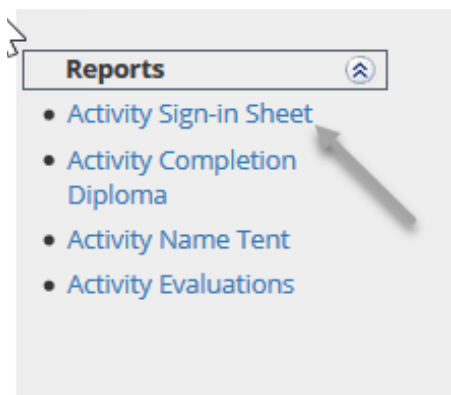 Reports
Activity Sign-in Sheet
Activity Completion
Diploma
Activity Name Tent
Activity Evaluations